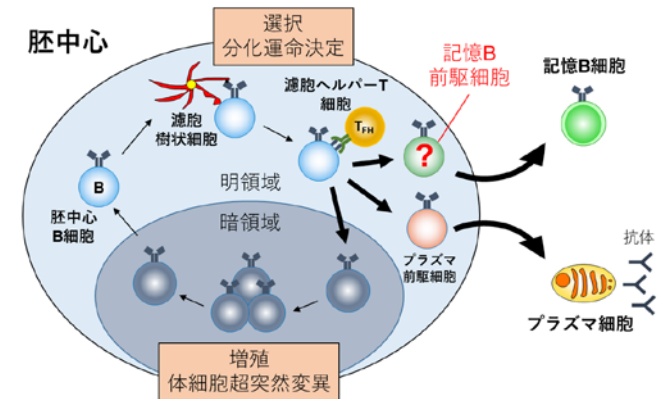 胚中心
選択
分化運命決定
濾胞
樹状細胞
濾胞ヘルパーT
細胞
TFH
記憶B
前駆細胞
?
記憶B細胞
B
胚中心
B細胞
明領域
暗領域
プラズマ
前駆細胞
抗体
プラズマ細胞
増殖
体細胞超突然変異